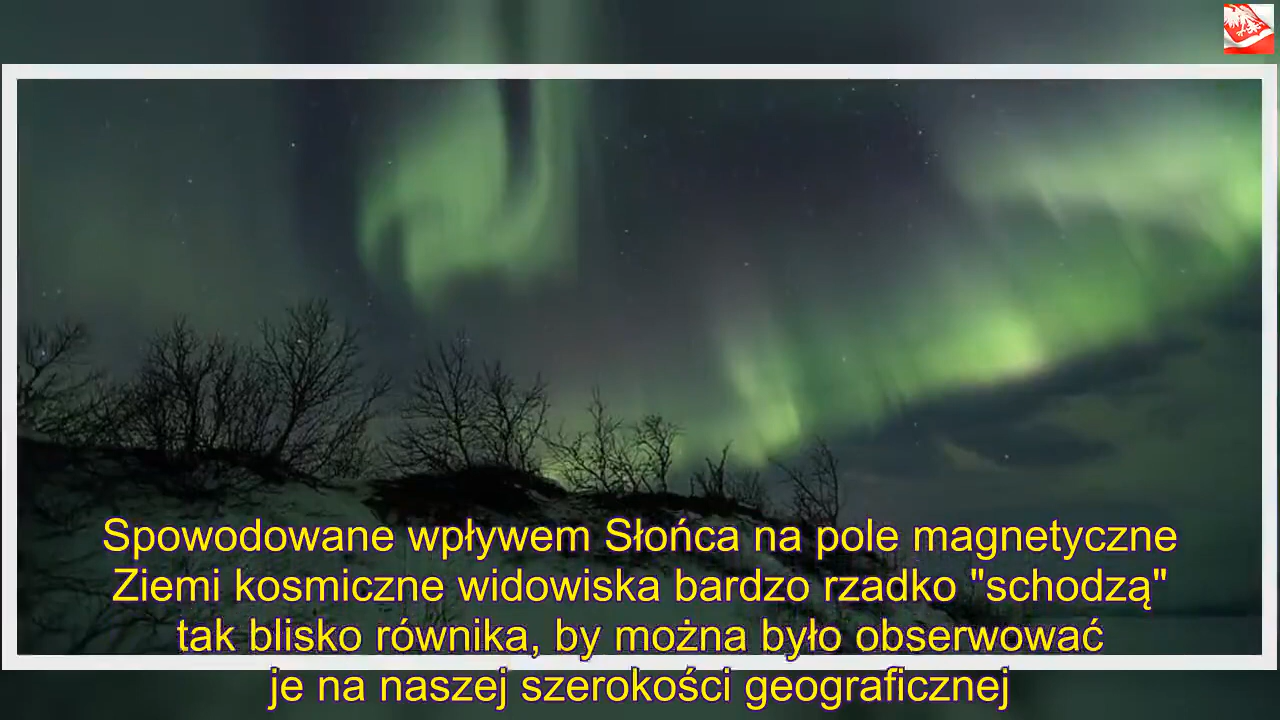 Spowodowane wpływem Słońca na pole magnetyczne
Ziemi kosmiczne widowiska bardzo rzadko "schodzą"
tak blisko równika, by można było obserwować
je na naszej szerokości geograficznej